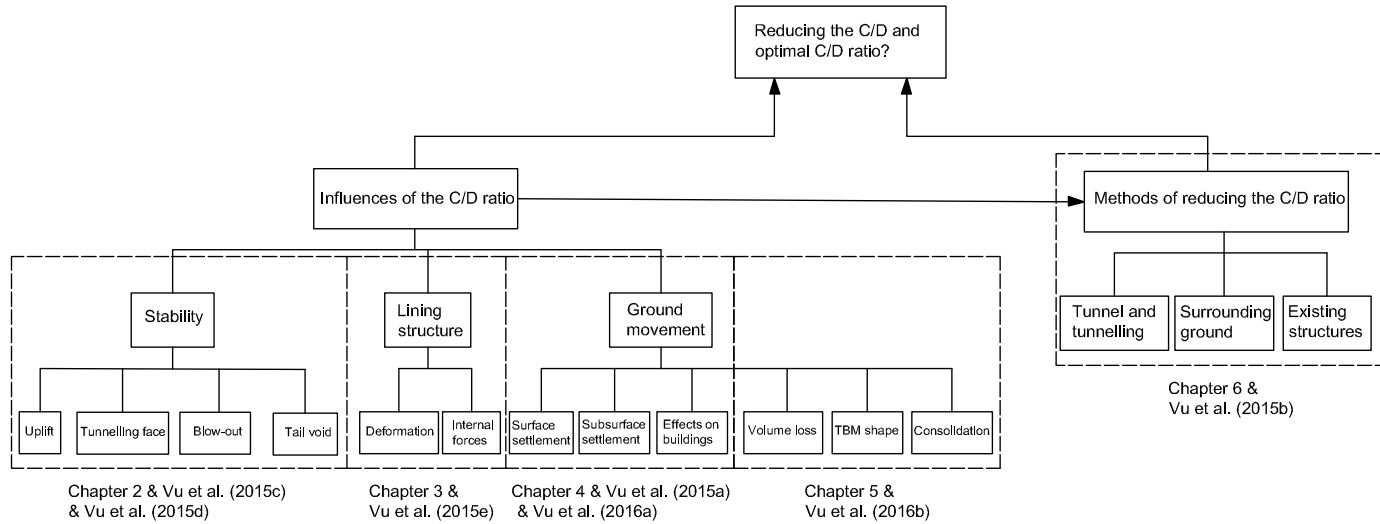 Reducing the C/D and
optimal C/D ratio?
Influences of the C/D ratio
Methods of reducing the C/D ratio
Stability
Lining
structure
Ground
movement
Tunnel and
tunnelling
Surrounding
ground
Existing
structures
Uplift
Tunnelling face
Blow-out
Tail void
Deformation
Internal
forces
Surface
settlement
Subsurface
settlement
Effects on
buildings
Volume loss
TBM shape
Consolidation
Chapter 6 &
Vu et al. (2015b)
Chapter 2 & Vu et al. (2015c)
& Vu et al. (2015d)
Chapter 3 &
Vu et al. (2015e)
Chapter 4 & Vu et al. (2015a)
& Vu et al. (2016a)
Chapter 5 &
Vu et al. (2016b)